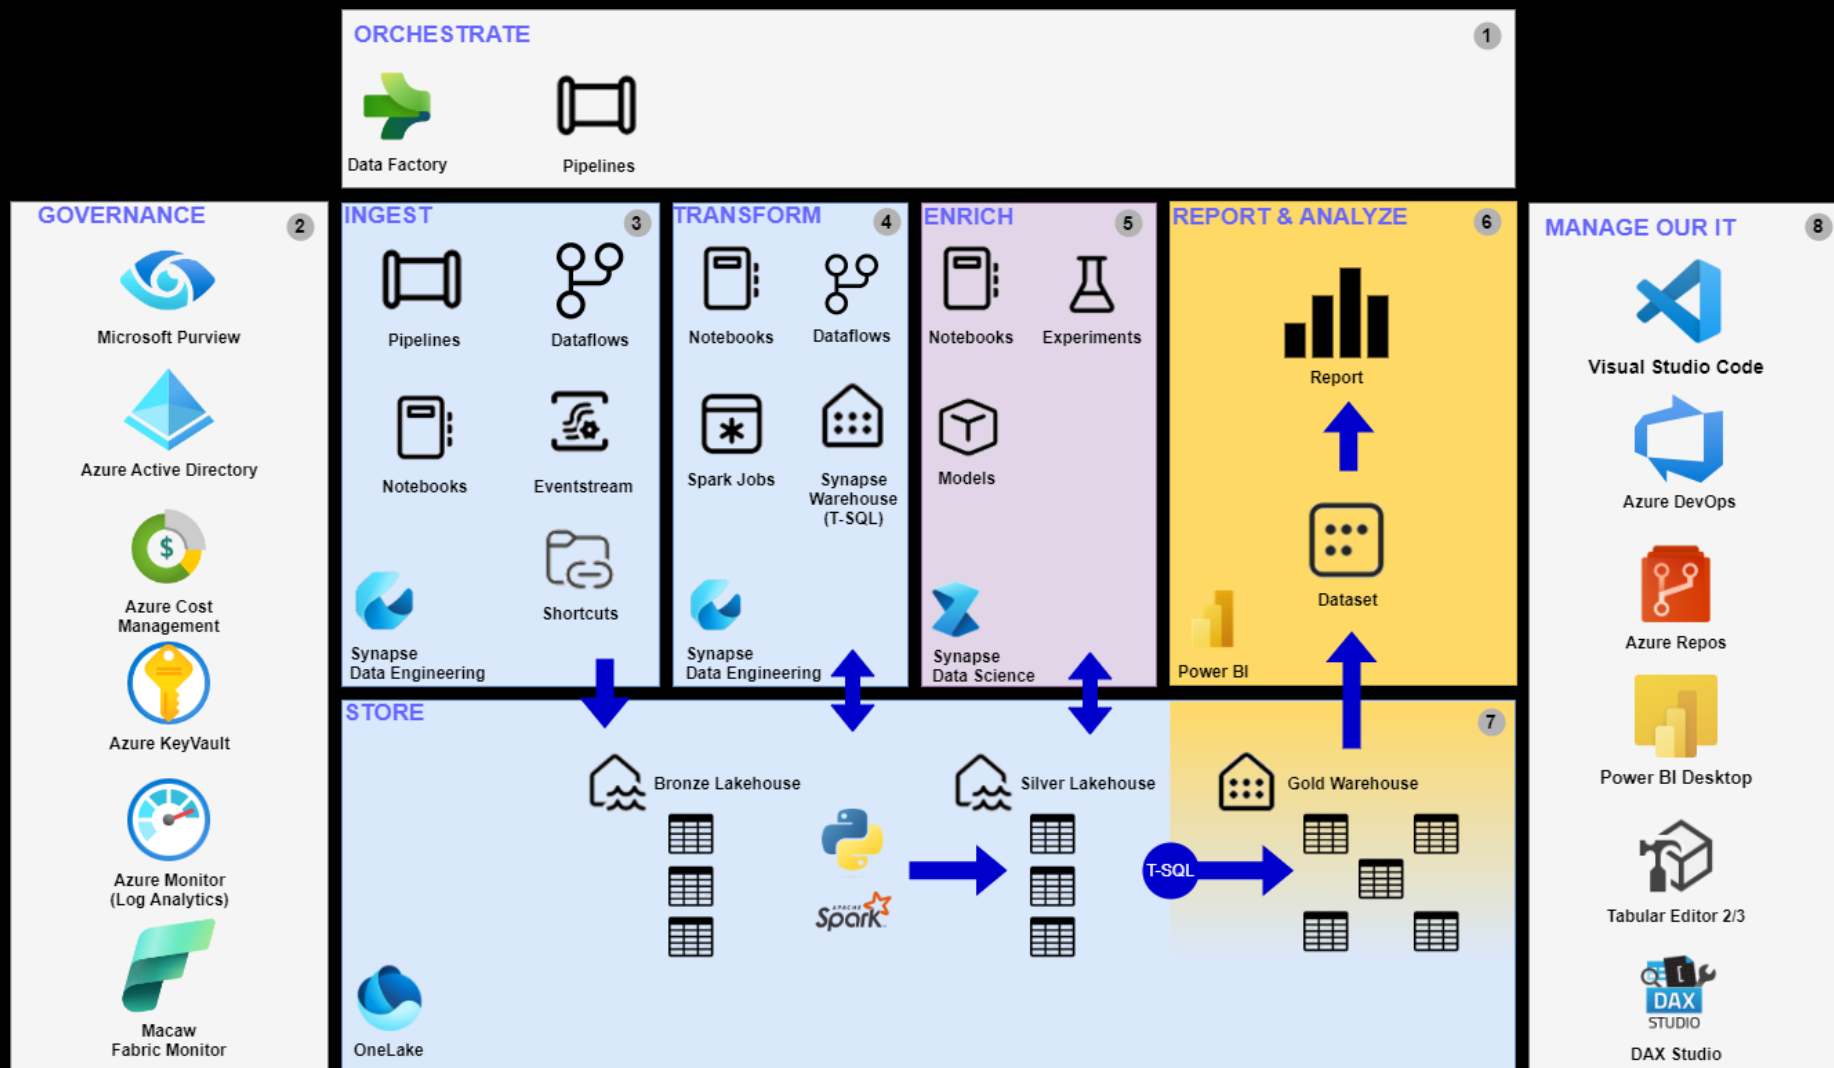 ORCHESTRATE
1
Data Factory
Pipelines
GOVERNANCE
2
Microsoft Purview
Azure Active Directory
$
Azure Cost
Management
Azure KeyVault
Azure Monitor
(Log Analytics)
Macaw
Fabric Monitor
INGEST
3
Pipelines
Dataflows
Notebooks
Eventstream
Shortcuts
Synapse
Data Engineering
TRANSFORM
4
Notebooks
Dataflows
Spark Jobs
Synapse
Warehouse
(T-SQL)
Synapse
Data Engineering
ENRICH
5
Notebooks
Experiments
Models
Synapse
Data Science
REPORT & ANALYZE
6
Report
Dataset
Power BI
STORE
7
Bronze Lakehouse
Silver Lakehouse
Gold Warehouse
APACHE
Spark
T-SQL
OneLake
MANAGE OUR IT
8
Visual Studio Code
Azure DevOps
Azure Repos
Power BI Desktop
Tabular Editor 2/3
DAX
STUDIO
DAX Studio